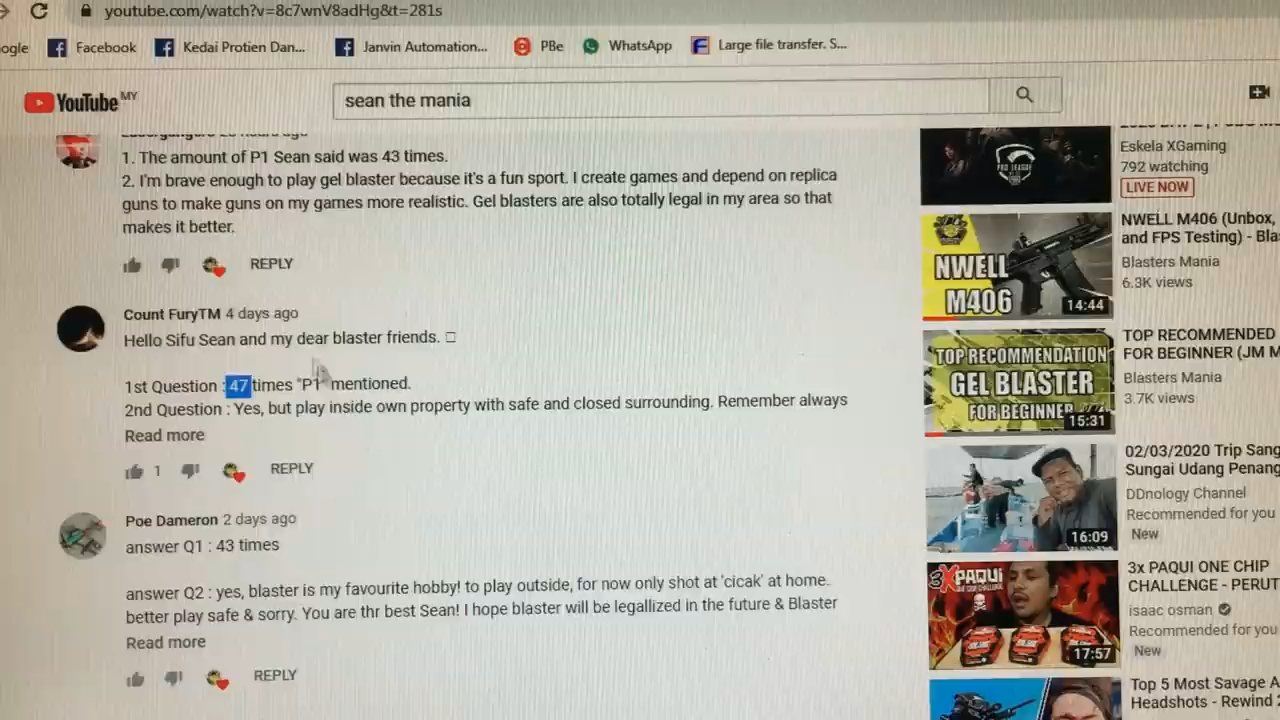 youtube.com/watch?v=8c7wnV8adHg&t=281s
ogle Facebook Kedai Protien Dan... Janvin Automation... PBe WhatsApp Large file transfer. S...
YouTube MY
sean the mania
1. The amount of P1 Sean said was 43 times.
2. I'm brave enough to play gel blaster because it's a fun sport. I create games and depend on replica
guns to make guns on my games more realistic. Gel blasters are also totally legal in my area so that
makes it better.
REPLY
Count FuryTM 4 days ago
Hello Sifu Sean and my dear blaster friends.
1st Question : 47 times "P1" mentioned.
2nd Question : Yes, but play inside own property with safe and closed surrounding. Remember always
Read more
1 REPLY
Poe Dameron 2 days ago
answer Q1 : 43 times
answer Q2 : yes, blaster is my favourite hobby! to play outside, for now only shot at 'cicak' at home.
better play safe & sorry. You are thr best Sean! I hope blaster will be legallized in the future & Blaster
Read more
REPLY
PRO LEAGUE
Eskela XGaming
792 watching
LIVE NOW
NWELL
M406
14:44
NWELL M406 (Unbox,
and FPS Testing) - Bla
Blasters Mania
6.3K views
TOP RECOMMENDATION
GEL BLASTER
FOR BEGINNER
15:31
TOP RECOMMENDED
FOR BEGINNER (JM M
Blasters Mania
3.7K views
16:09
02/03/2020 Trip Sang
Sungai Udang Penang
DDnology Channel
Recommended for you
New
3X PAQUI
17:57
3x PAQUI ONE CHIP
CHALLENGE - PERUT
isaac osman
Recommended for you
New
Top 5 Most Savage A
Headshots - Rewind 2